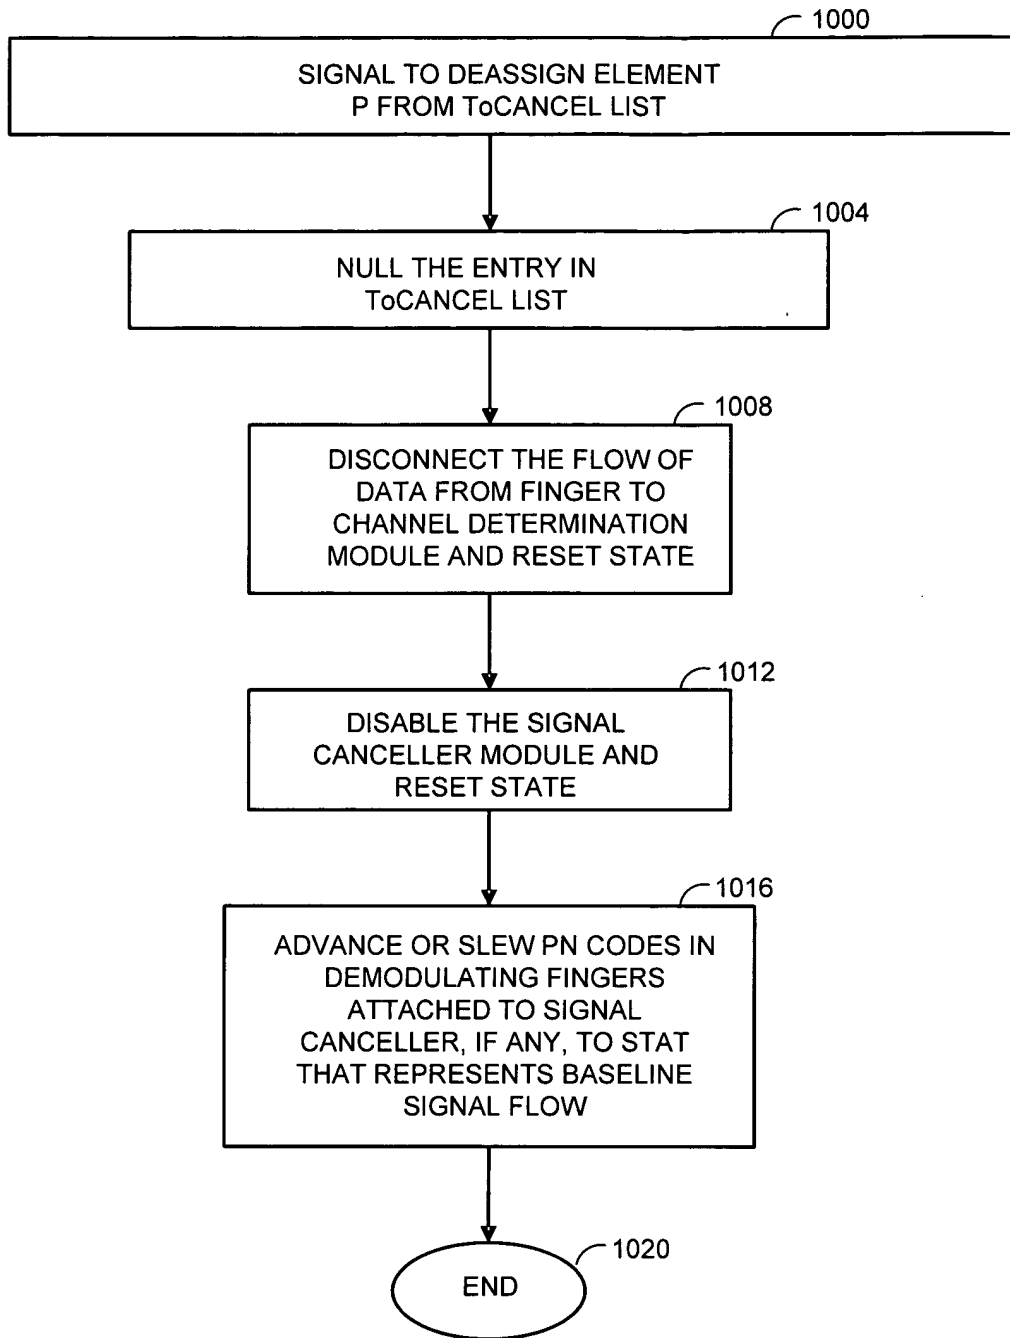 1000
SIGNAL TO DEASSIGN ELEMENT
P FROM ToCANCEL LIST
1004
NULL THE ENTRY IN
ToCANCEL LIST
1008
DISCONNECT THE FLOW OF
DATA FROM FINGER TO
CHANNEL DETERMINATION
MODULE AND RESET STATE
1012
DISABLE THE SIGNAL
CANCELLER MODULE AND
RESET STATE
1016
ADVANCE OR SLEW PN CODES IN
DEMODULATING FINGERS
ATTACHED TO SIGNAL
CANCELLER, IF ANY, TO STAT
THAT REPRESENTS BASELINE
SIGNAL FLOW
1020
END